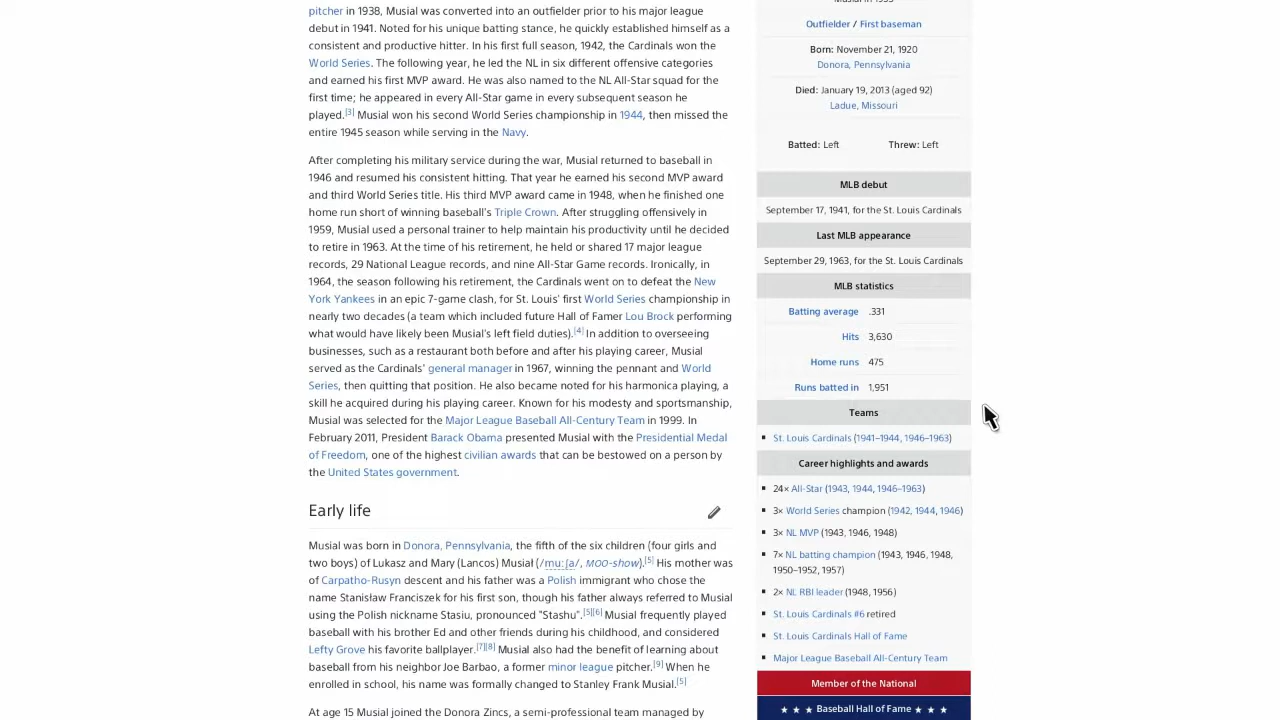 pitcher in 1938, Musial was converted into an outfielder prior to his major league
debut in 1941. Noted for his unique batting stance, he quickly established himself as a
consistent and productive hitter. In his first full season, 1942, the Cardinals won the
World Series. The following year, he led the NL in six different offensive categories
and earned his first MVP award. He was also named to the NL All-Star squad for the
first time; he appeared in every All-Star game in every subsequent season he
played.[3] Musial won his second World Series championship in 1944, then missed the
entire 1945 season while serving in the Navy.
After completing his military service during the war, Musial returned to baseball in
1946 and resumed his consistent hitting. That year he earned his second MVP award
and third World Series title. His third MVP award came in 1948, when he finished one
home run short of winning baseball's Triple Crown. After struggling offensively in
1959, Musial used a personal trainer to help maintain his productivity until he decided
to retire in 1963. At the time of his retirement, he held or shared 17 major league
records, 29 National League records, and nine All-Star Game records. Ironically, in
1964, the season following his retirement, the Cardinals went on to defeat the New
York Yankees in an epic 7-game clash, for St. Louis' first World Series championship in
nearly two decades (a team which included future Hall of Famer Lou Brock performing
what would have likely been Musial's left field duties).[4] In addition to overseeing
businesses, such as a restaurant both before and after his playing career, Musial
served as the Cardinals' general manager in 1967, winning the pennant and World
Series, then quitting that position. He also became noted for his harmonica playing, a
skill he acquired during his playing career. Known for his modesty and sportsmanship,
Musial was selected for the Major League Baseball All-Century Team in 1999. In
February 2011, President Barack Obama presented Musial with the Presidential Medal
of Freedom, one of the highest civilian awards that can be bestowed on a person by
the United States government.
Early life
Musial was born in Donora, Pennsylvania, the fifth of the six children (four girls and
two boys) of Lukasz and Mary (Lancos) Musial (/muːʃəl/, MOO-show).[5] His mother was
of Carpatho-Rusyn descent and his father was a Polish immigrant who chose the
name Stanisław Franciszek for his first son, though his father always referred to Musial
using the Polish nickname Stasiu, pronounced "Stashu".[5][6] Musial frequently played
baseball with his brother Ed and other friends during his childhood, and considered
Lefty Grove his favorite ballplayer.[7][8] Musial also had the benefit of learning about
baseball from his neighbor Joe Barbao, a former minor league pitcher.[9] When he
enrolled in school, his name was formally changed to Stanley Frank Musial.[5]
At age 15 Musial joined the Donora Zincs, a semi-professional team managed by
Musial in 1953
Outfielder / First baseman
Born: November 21, 1920
Donora, Pennsylvania
Died: January 19, 2013 (aged 92)
Ladue, Missouri
Batted: Left Threw: Left
MLB debut
September 17, 1941, for the St. Louis Cardinals
Last MLB appearance
September 29, 1963, for the St. Louis Cardinals
MLB statistics
Batting average .331
Hits 3,630
Home runs 475
Runs batted in 1,951
Teams
St. Louis Cardinals (1941–1944, 1946–1963)
Career highlights and awards
24× All-Star (1943, 1944, 1946–1963)
3× World Series champion (1942, 1944, 1946)
3× NL MVP (1943, 1946, 1948)
7× NL batting champion (1943, 1946, 1948,
1950–1952, 1957)
2× NL RBI leader (1948, 1956)
St. Louis Cardinals #6 retired
St. Louis Cardinals Hall of Fame
Major League Baseball All-Century Team
Member of the National
★ ★ ★ Baseball Hall of Fame ★ ★ ★